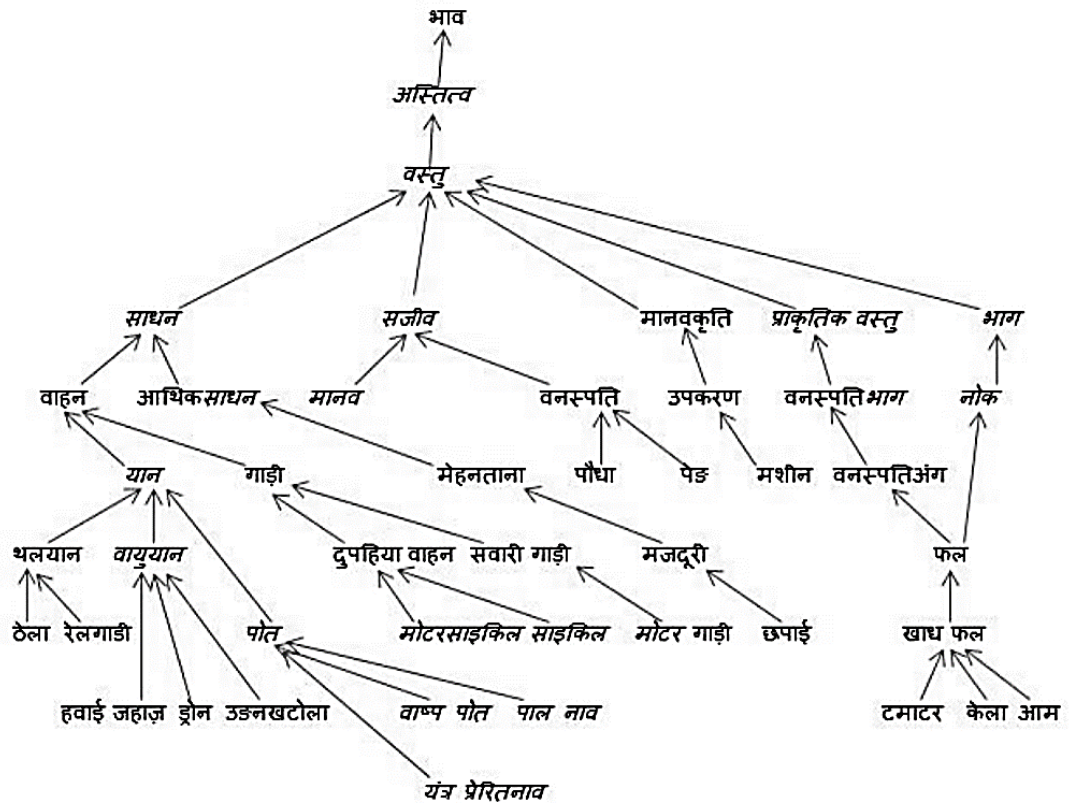 भाव
अस्तित्व
वस्तु
साधन सजीव मानवकृति प्राकृतिक वस्तु भाग
वाहन आर्थिकसाधन मानव वनस्पति उपकरण वनस्पतिभाग नोक
यान गाड़ी मेहनताना पौधा पेङ मशीन वनस्पतिअंग
थलयान वायुयान दुपहिया वाहन सवारी गाड़ी मजदूरी फल
ठेला रेलगाडी पोत मोटरसाइकिल साइकिल मोटर गाड़ी छपाई खाध फल
हवाई जहाज़ ड्रोन उङनखटोला वाष्प पोत पाल नाव टमाटर केला आम
यंत्र प्रेरितनाव